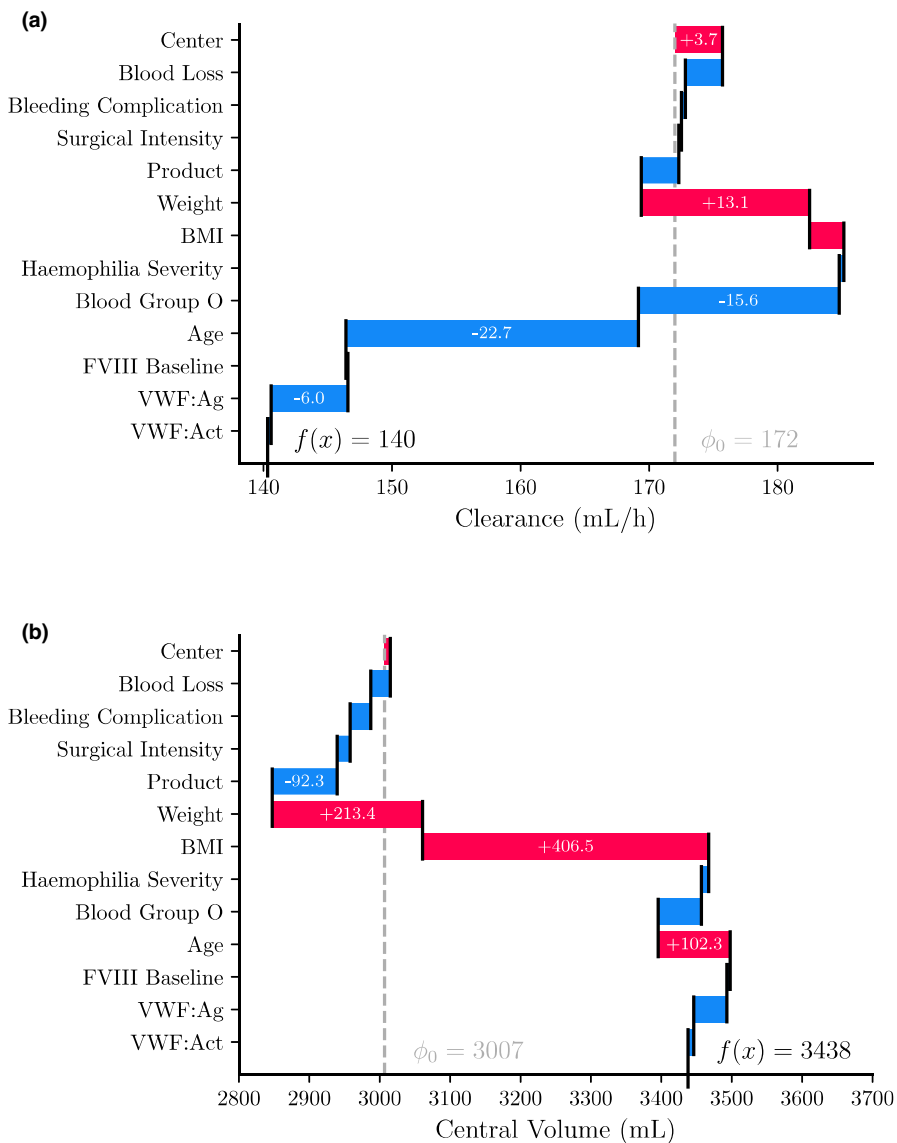 (a)
Center
+3.7
Blood Loss
Bleeding Complication
Surgical Intensity
Product
Weight
+13.1
BMI
Haemophilia Severity
Blood Group O
-15.6
Age
-22.7
FVIII Baseline
VWF:Ag
-6.0
VWF:Act
f(x) = 140
ϕ0 = 172
140 150 160 170 180
Clearance (mL/h)
(b)
Center
Blood Loss
Bleeding Complication
Surgical Intensity
Product
-92.3
Weight
+213.4
BMI
+406.5
Haemophilia Severity
Blood Group O
Age
+102.3
FVIII Baseline
VWF:Ag
VWF:Act
ϕ0 = 3007
f(x) = 3438
2800 2900 3000 3100 3200 3300 3400 3500 3600 3700
Central Volume (mL)